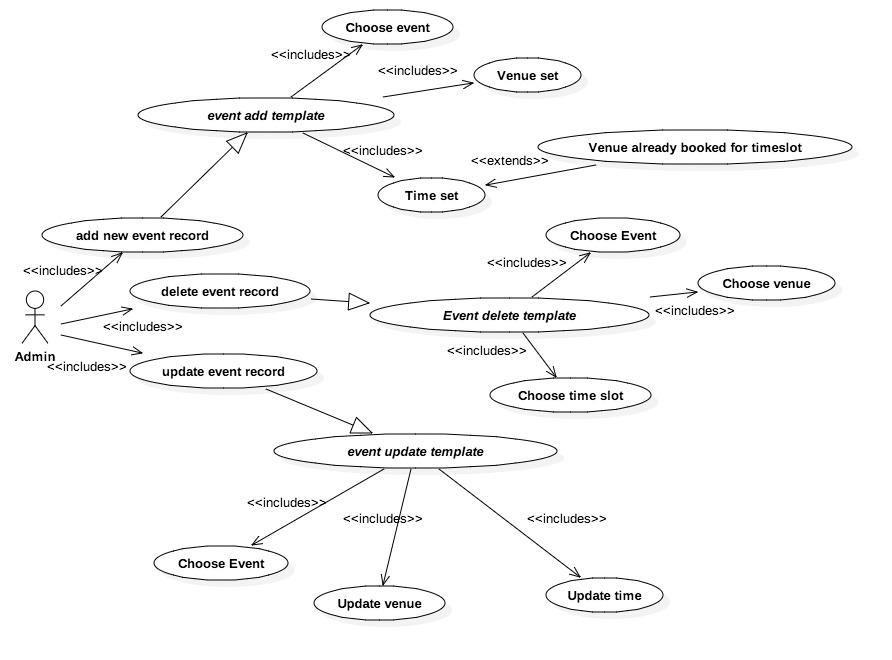 Choose event
<<includes>>
<<includes>>
Venue set
event add template
<<includes>>
Venue already booked for timeslot
<<extends>>
Time set
add new event record
Choose Event
<<includes>>
<<includes>>
delete event record
Choose venue
<<includes>>
Event delete template
<<includes>>
Admin
<<includes>>
update event record
<<includes>>
Choose time slot
event update template
<<includes>>
<<includes>>
<<includes>>
Choose Event
Update venue
Update time